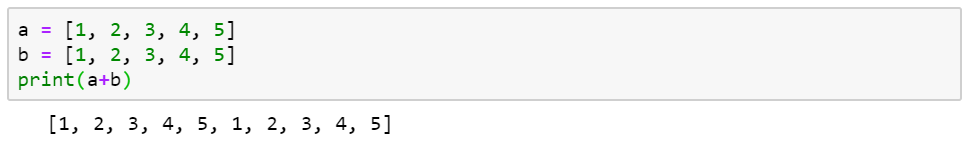 a = [1, 2, 3, 4, 5]
b = [1, 2, 3, 4, 5]
print(a+b)
[1, 2, 3, 4, 5, 1, 2, 3, 4, 5]